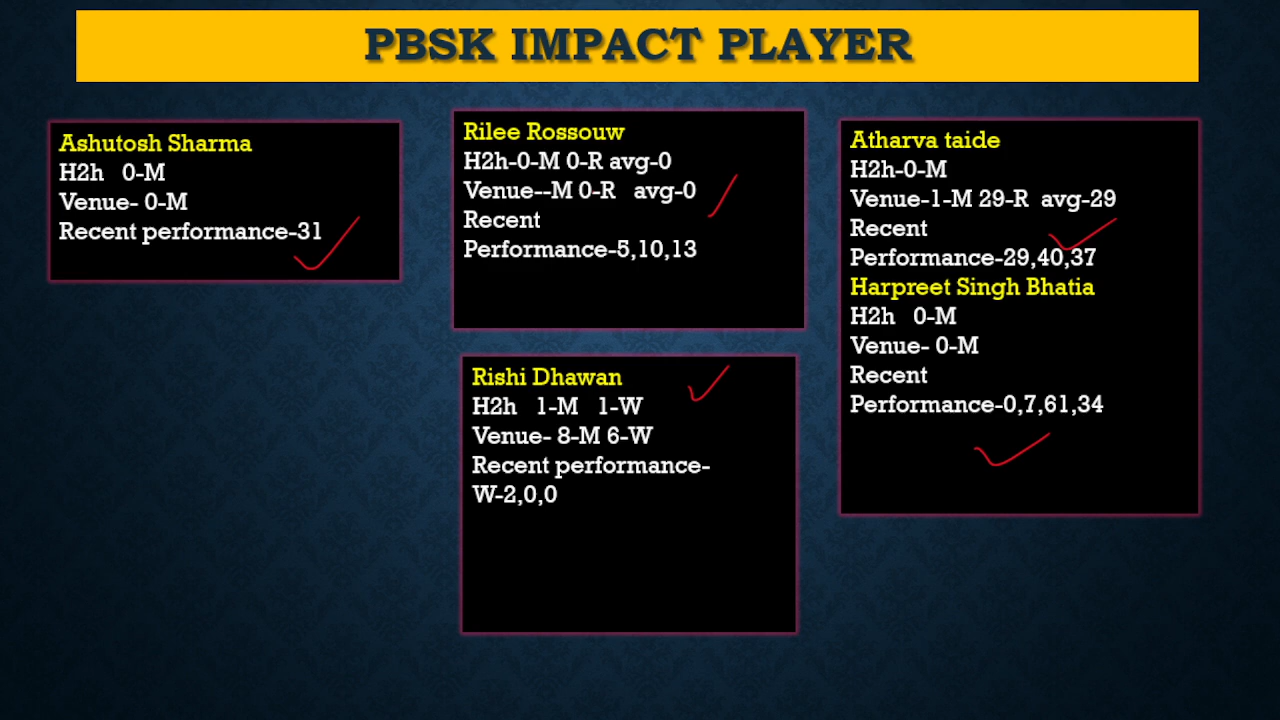 PBSK IMPACT PLAYER
Ashutosh Sharma
H2h 0-M
Venue- 0-M
Recent performance-31
Rilee Rossouw
H2h-0-M 0-R avg-0
Venue--M 0-R avg-0
Recent
Performance-5,10,13
Rishi Dhawan
H2h 1-M 1-W
Venue- 8-M 6-W
Recent performance-
W-2,0,0
Atharva taide
H2h-0-M
Venue-1-M 29-R avg-29
Recent
Performance-29,40,37
Harpreet Singh Bhatia
H2h 0-M
Venue- 0-M
Recent
Performance-0,7,61,34